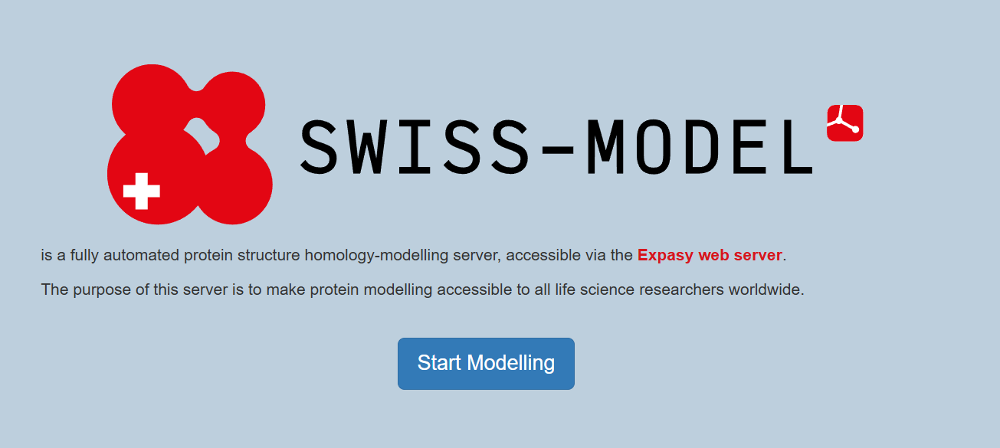 SWISS-MODEL
is a fully automated protein structure homology-modelling server, accessible via the Expasy web server.
The purpose of this server is to make protein modelling accessible to all life science researchers worldwide.
Start Modelling